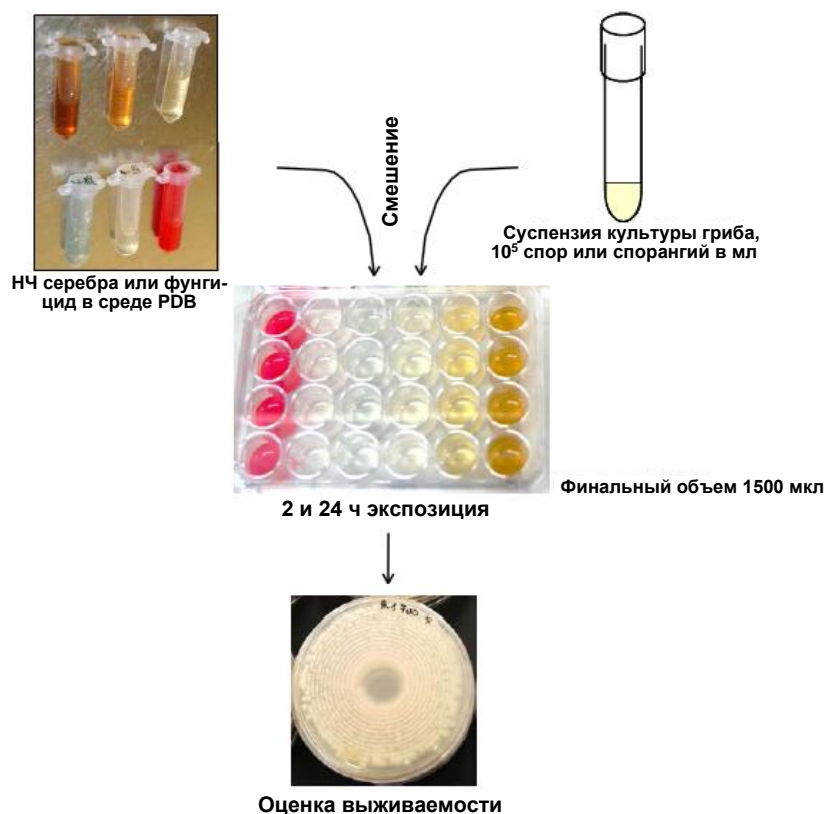 Смешение
НЧ серебра или фунги-
цид в среде PDB
Суспензия культуры гриба,
10⁵ спор или спорангий в мл
Финальный объем 1500 мкл
2 и 24 ч экспозиция
Оценка выживаемости